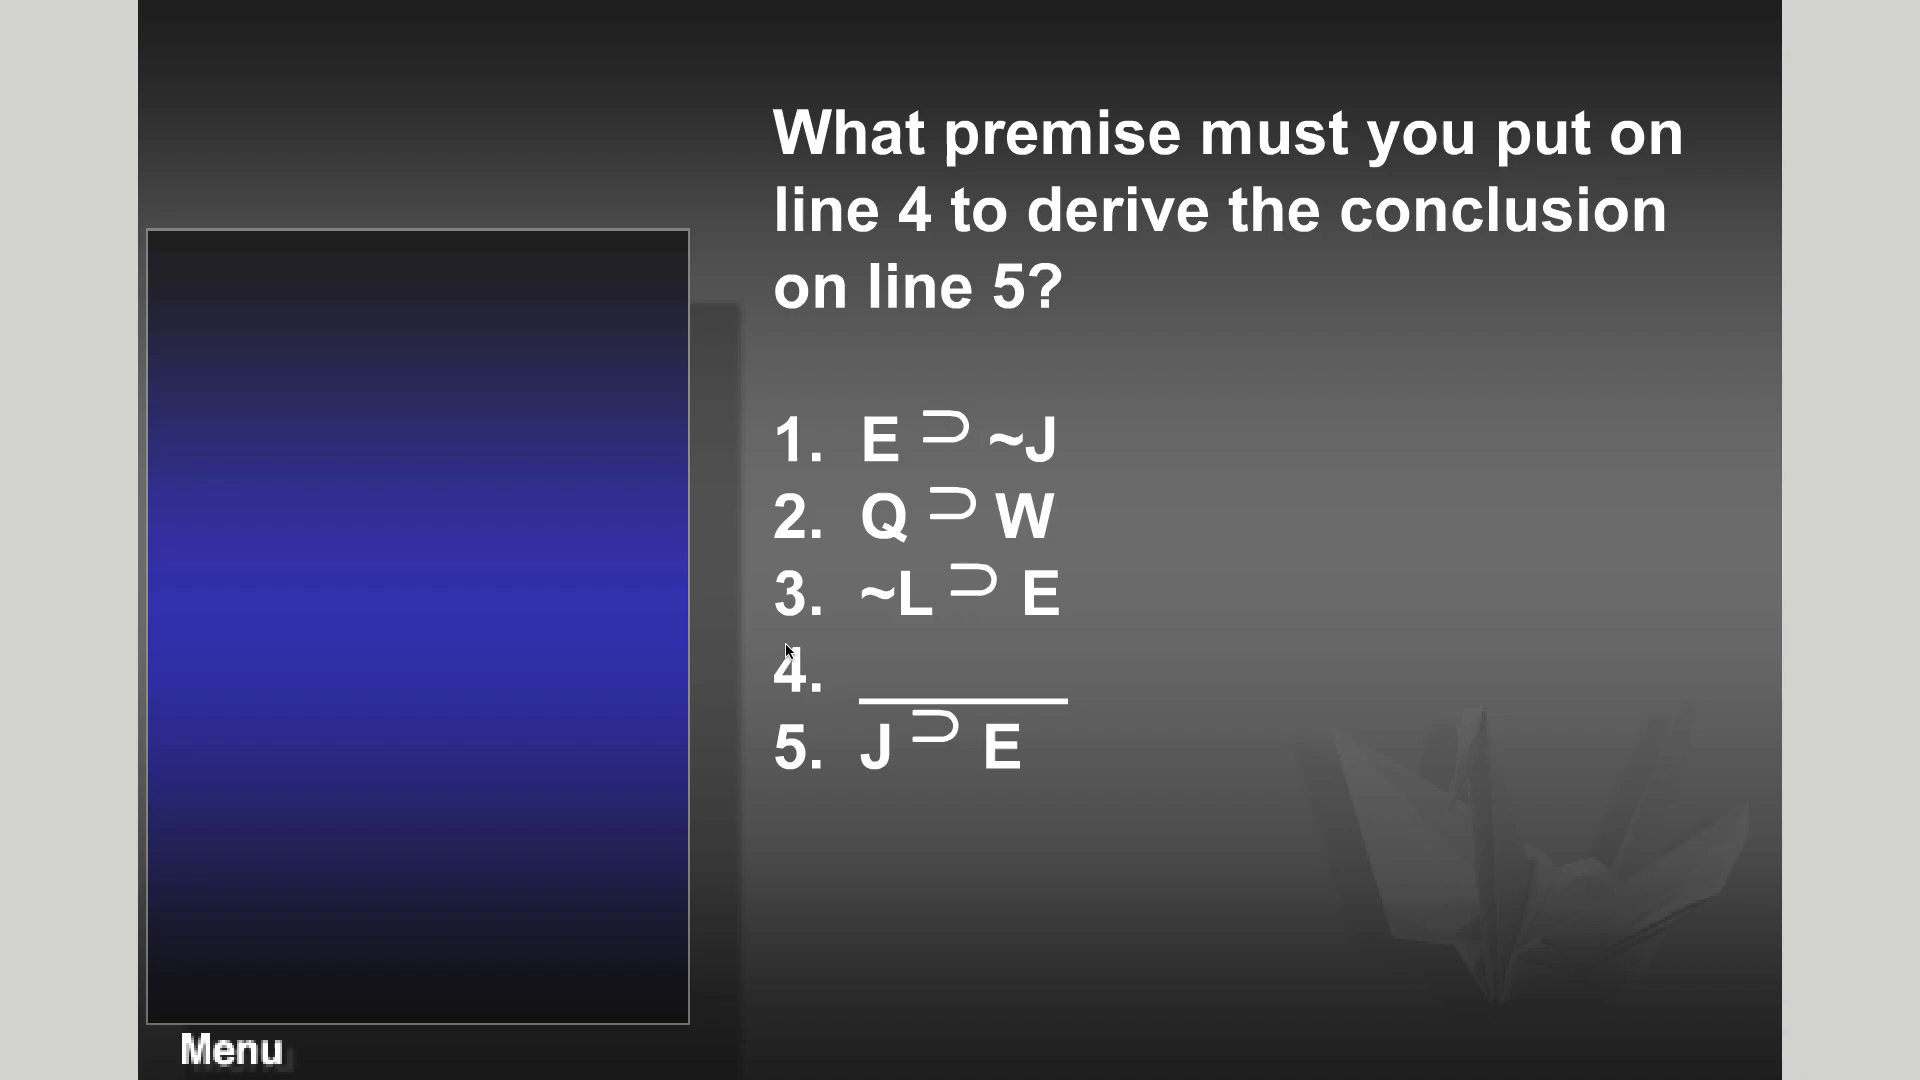 What premise must you put on
line 4 to derive the conclusion
on line 5?
1. E ⊃ ~J
2. Q ⊃ W
3. ~L ⊃ E
4. ________
5. J ⊃ E
Menu